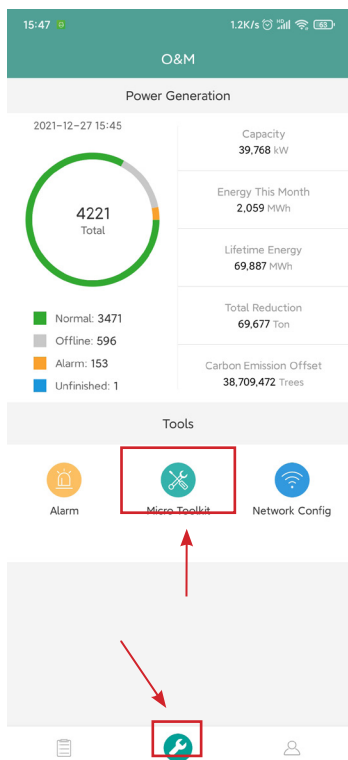 15:47
1.2K/s
63
O&M
Power Generation
2021-12-27 15:45
4221
Total
Normal: 3471
Offline: 596
Alarm: 153
Unfinished: 1
Capacity
39,768 kW
Energy This Month
2,059 MWh
Lifetime Energy
69,887 MWh
Total Reduction
69,677 Ton
Carbon Emission Offset
38,709,472 Trees
Tools
Alarm
Micro Toolkit
Network Config